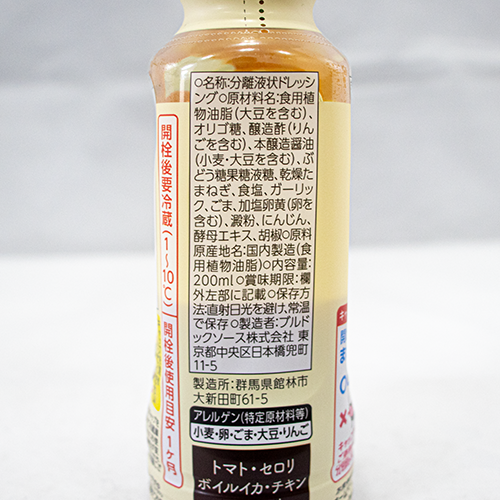 ○名称:分離液状ドレッシ
ング○原材料名:食用植
物油脂(大豆を含む)、
オリゴ糖、醸造酢(りん
ごを含む)、本醸造醤油
(小麦・大豆を含む)、ぶ
どう糖果糖液糖、乾燥た
まねぎ、食塩、ガーリッ
ク、ごま、加塩卵黄(卵を
含む)、澱粉、にんじん、
酵母エキス、胡椒○原料
原産地名:国内製造(食
用植物油脂)○内容量:
200ml○賞味期限:欄
外左部に記載○保存方
法:直射日光を避け、常温
で保存○製造者:ブルド
ックソース株式会社 東
京都中央区日本橋兜町
11-5
製造所:群馬県館林市
大新田町61-5
アレルゲン(特定原材料等)
小麦・卵・ごま・大豆・りんご
トマト・セロリ
ボイルイカ・チキン
開栓後要冷蔵(1〜10℃)
開栓後使用目安1ヶ月